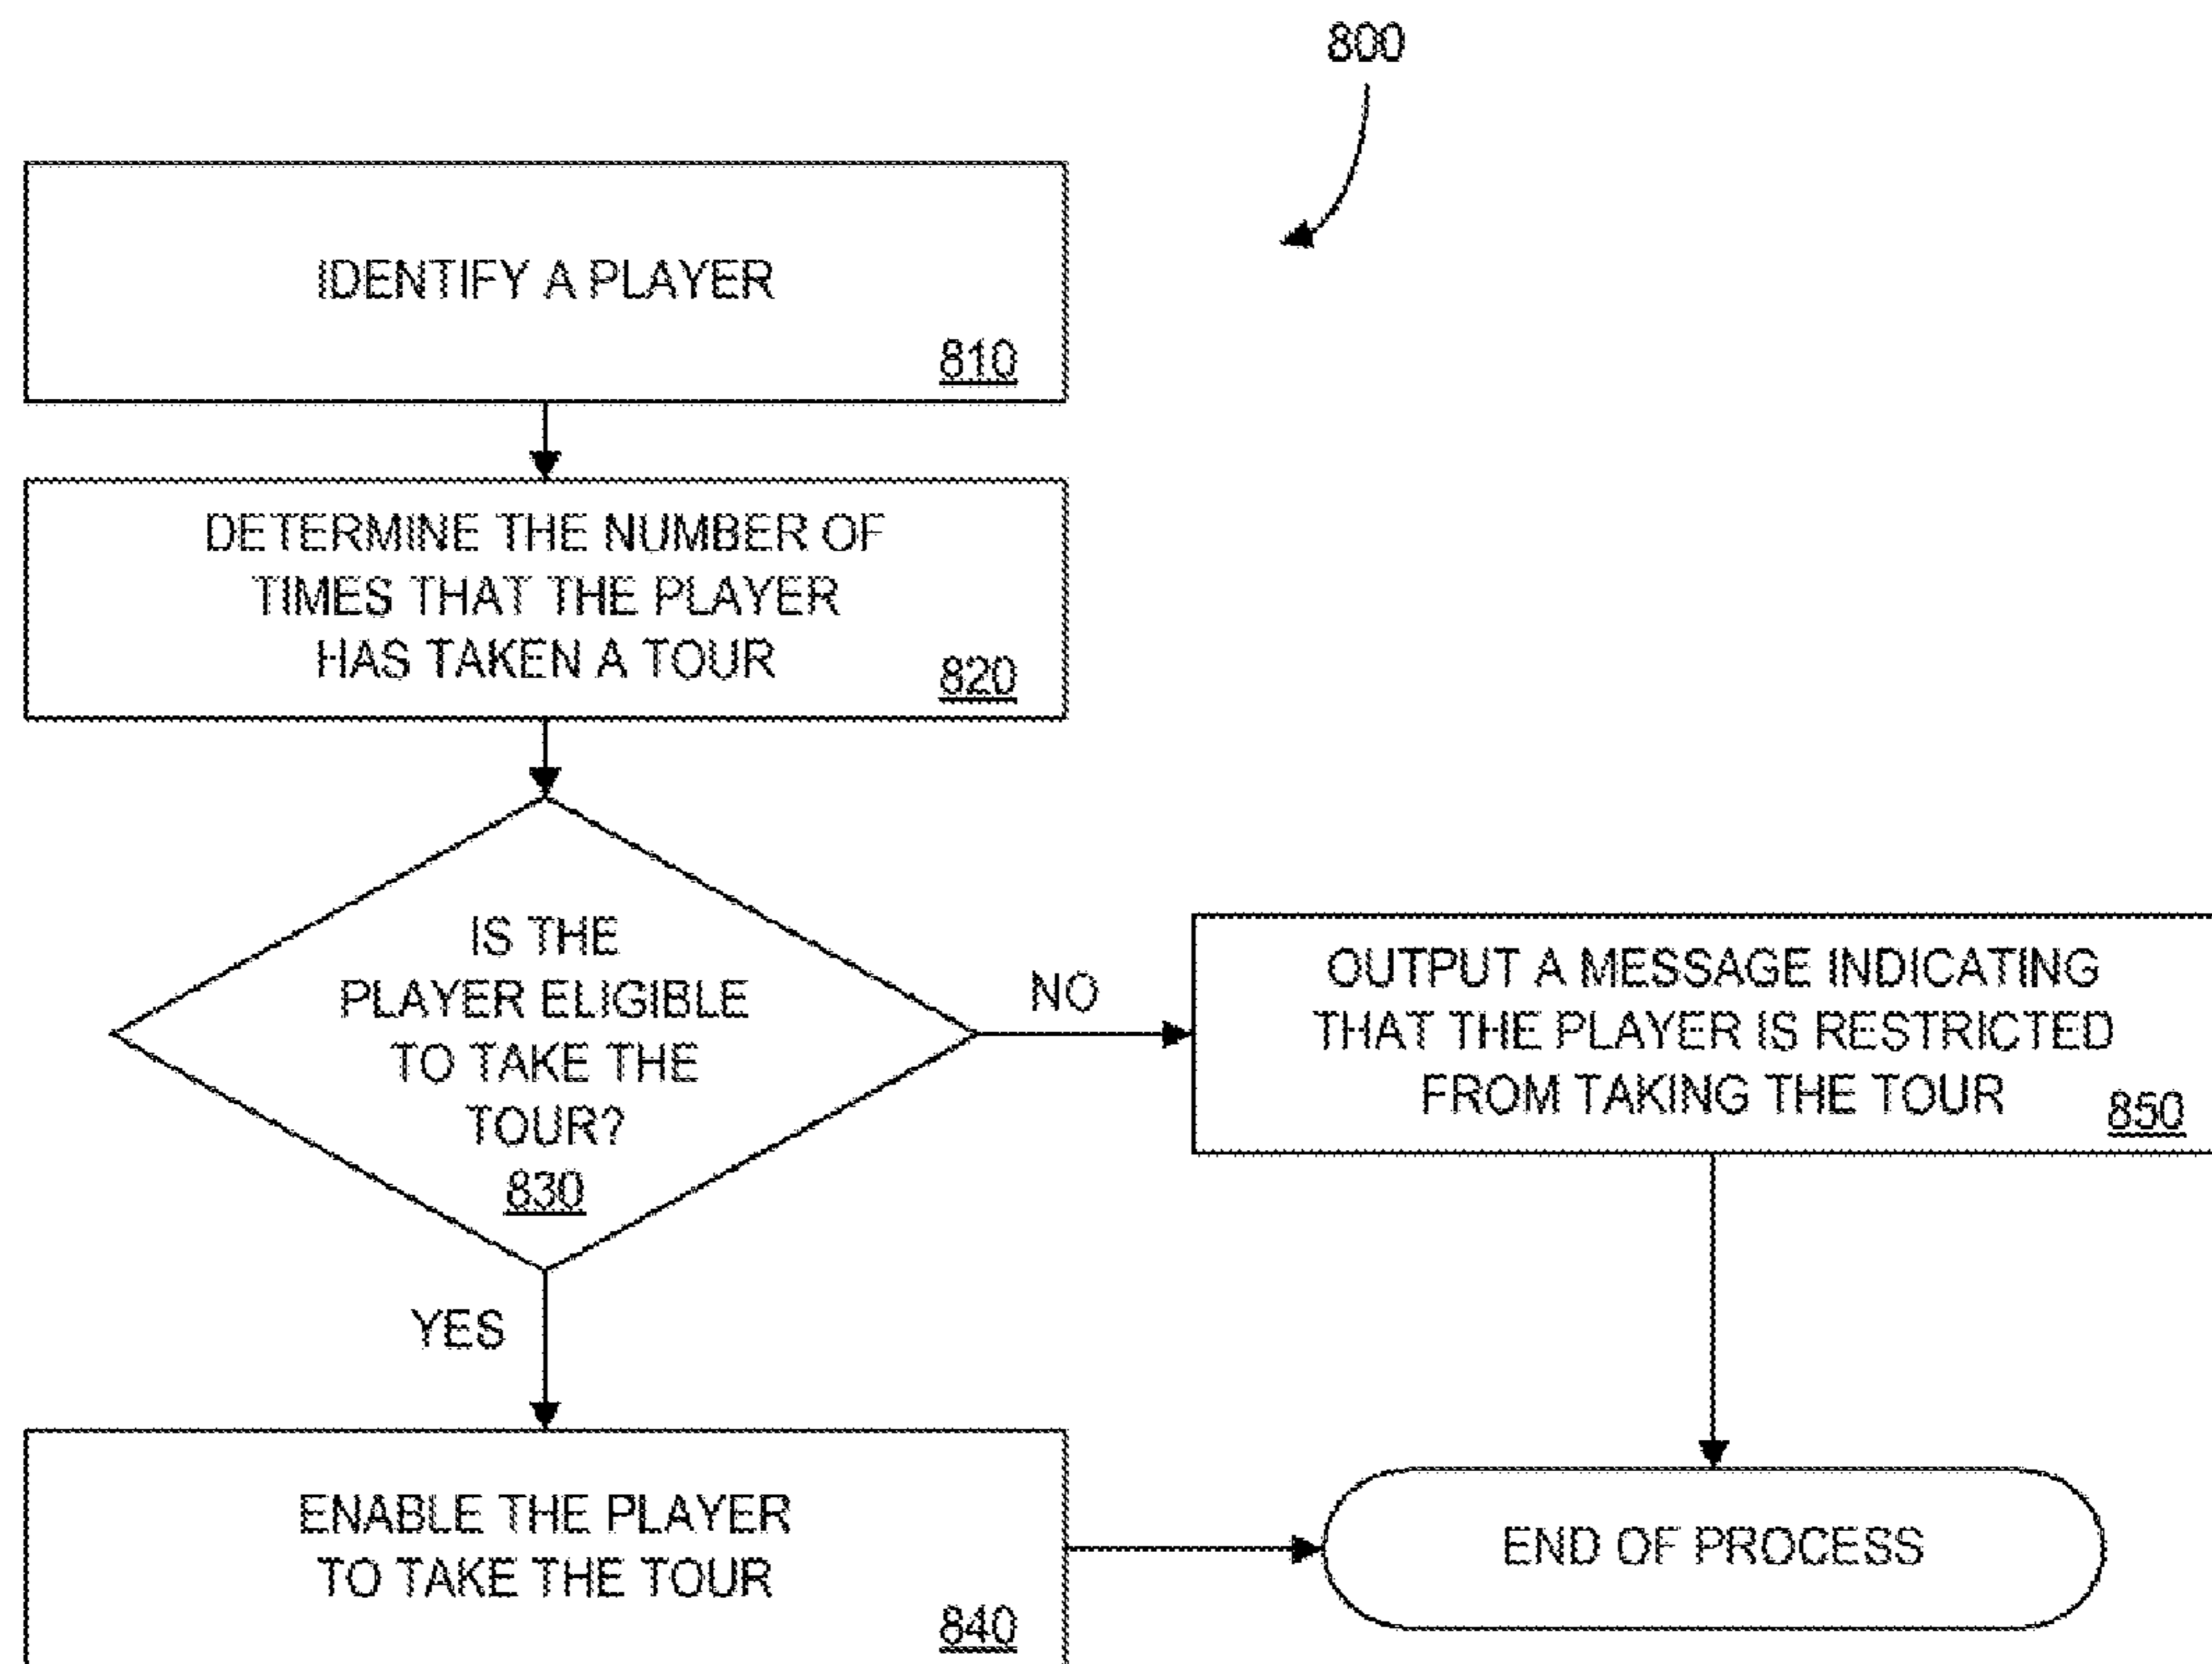 800
IDENTIFY A PLAYER
810
DETERMINE THE NUMBER OF
TIMES THAT THE PLAYER
HAS TAKEN A TOUR
820
IS THE
PLAYER ELIGIBLE
TO TAKE THE
TOUR?
830
NO
OUTPUT A MESSAGE INDICATING
THAT THE PLAYER IS RESTRICTED
FROM TAKING THE TOUR
850
YES
ENABLE THE PLAYER
TO TAKE THE TOUR
840
END OF PROCESS